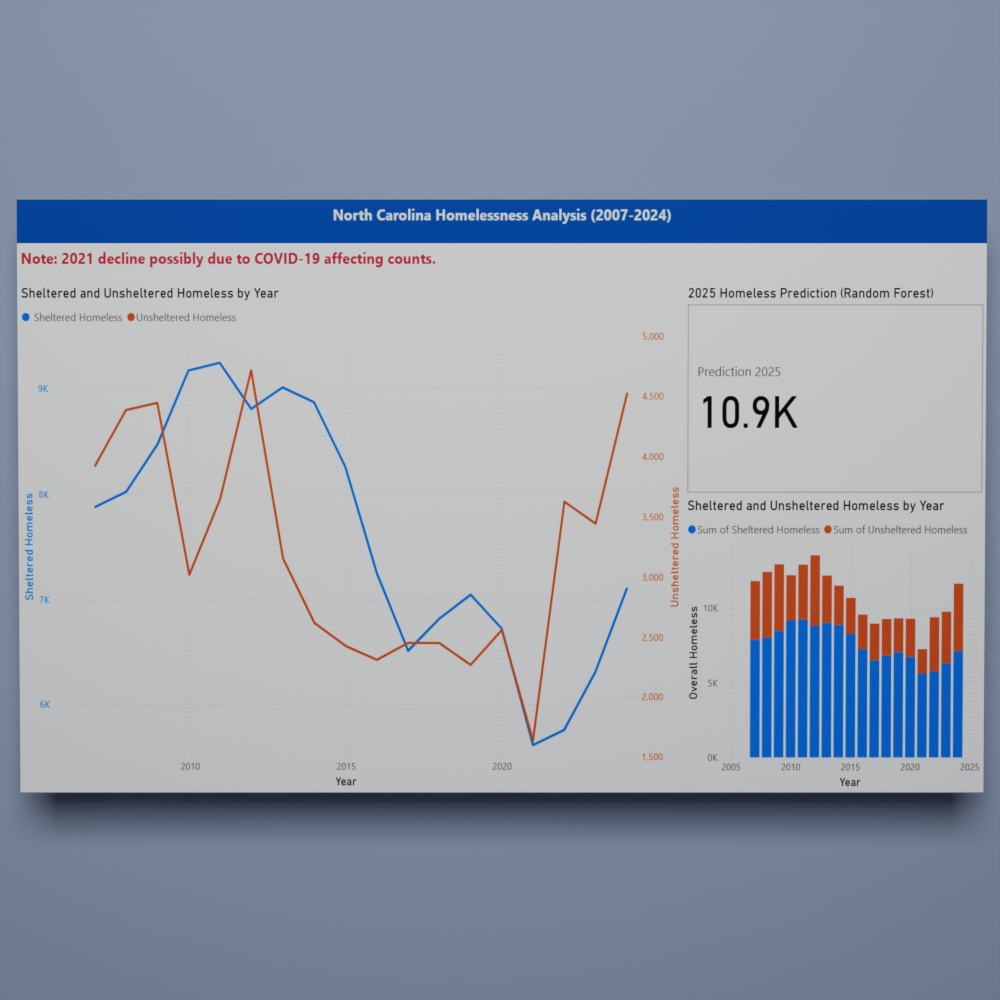 North Carolina Homelessness Analysis (2007-2024)
Note: 2021 decline possibly due to COVID-19 affecting counts.
Sheltered and Unsheltered Homeless by Year
Sheltered Homeless Unsheltered Homeless
9K
8K
7K
6K
Sheltered Homeless
5,000
4,500
4,000
3,500
3,000
2,500
2,000
1,500
Unsheltered Homeless
2010 2015 2020
Year
2025 Homeless Prediction (Random Forest)
Prediction 2025
10.9K
Sheltered and Unsheltered Homeless by Year
Sum of Sheltered Homeless Sum of Unsheltered Homeless
10K
5K
0K
Overall Homeless
2005 2010 2015 2020 2025
Year